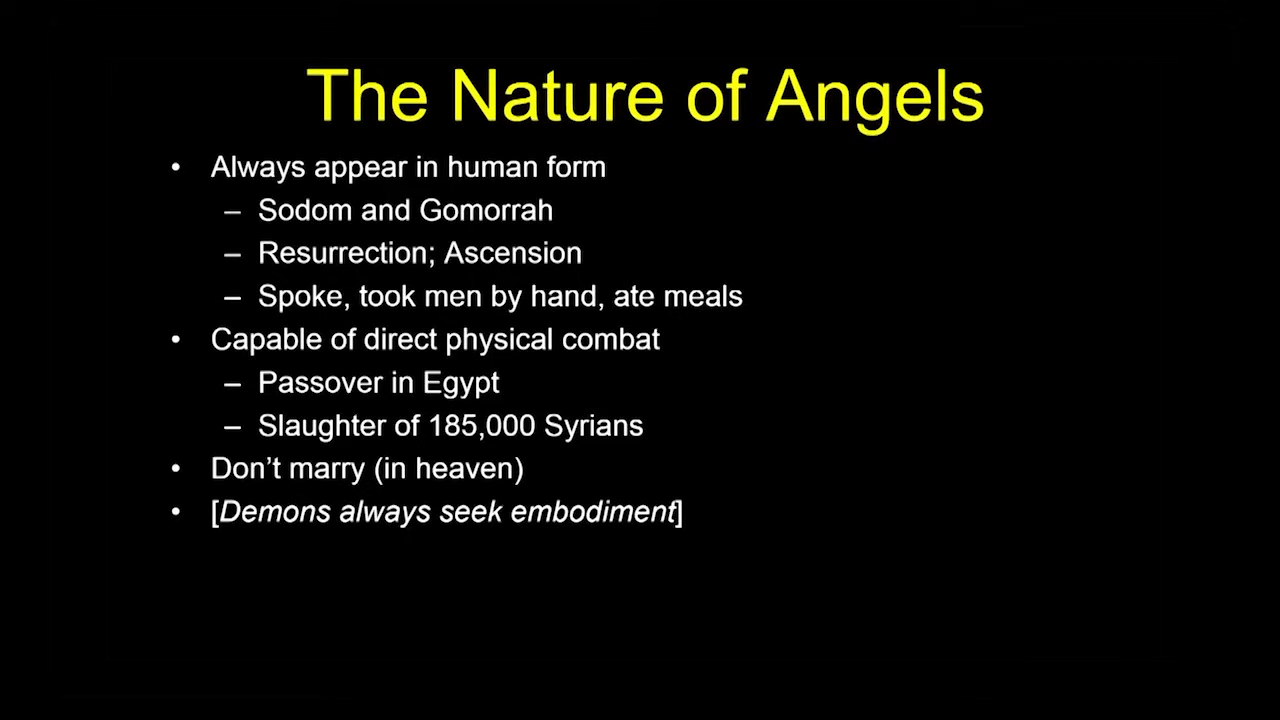 The Nature of Angels
• Always appear in human form
– Sodom and Gomorrah
– Resurrection; Ascension
– Spoke, took men by hand, ate meals
• Capable of direct physical combat
– Passover in Egypt
– Slaughter of 185,000 Syrians
• Don’t marry (in heaven)
• [Demons always seek embodiment]